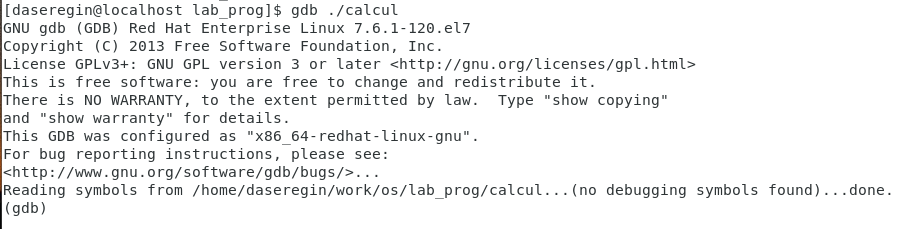 [daseregin@localhost lab_prog]$ gdb ./calcul
GNU gdb (GDB) Red Hat Enterprise Linux 7.6.1-120.el7
Copyright (C) 2013 Free Software Foundation, Inc.
License GPLv3+: GNU GPL version 3 or later <http://gnu.org/licenses/gpl.html>
This is free software: you are free to change and redistribute it.
There is NO WARRANTY, to the extent permitted by law.  Type "show copying"
and "show warranty" for details.
This GDB was configured as "x86_64-redhat-linux-gnu".
For bug reporting instructions, please see:
<http://www.gnu.org/software/gdb/bugs/>...
Reading symbols from /home/daseregin/work/os/lab_prog/calcul...(no debugging symbols found)...done.
(gdb)